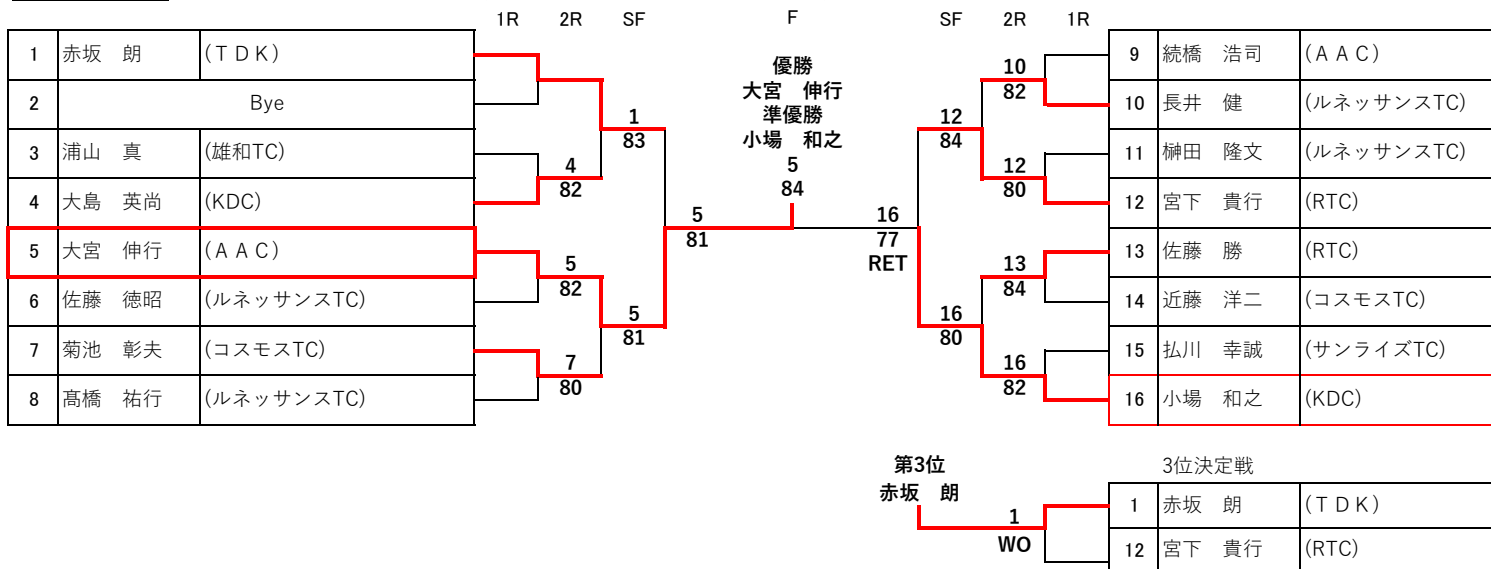 1R 2R SF F SF 2R 1R
1 赤坂　朗 (ＴＤＫ)
2 Bye
3 浦山　真 (雄和TC)
4 大島　英尚 (KDC)
5 大宮　伸行 (ＡＡＣ)
6 佐藤　徳昭 (ルネッサンスTC)
7 菊池　彰夫 (コスモスTC)
8 髙橋　祐行 (ルネッサンスTC)
4
82
5
82
7
80
1
83
5
81
5
81
優勝
大宮　伸行
準優勝
小場　和之
5
84
16
77
RET
12
84
16
80
10
82
12
80
13
84
16
82
9 続橋　浩司 (ＡＡＣ)
10 長井　健 (ルネッサンスTC)
11 榊田　隆文 (ルネッサンスTC)
12 宮下　貴行 (RTC)
13 佐藤　勝 (RTC)
14 近藤　洋二 (コスモスTC)
15 払川　幸誠 (サンライズTC)
16 小場　和之 (KDC)
第3位
赤坂　朗
1
WO
3位決定戦
1 赤坂　朗 (ＴＤＫ)
12 宮下　貴行 (RTC)